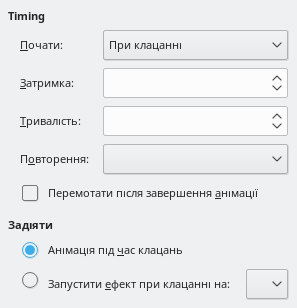 Timing
Почати:
При клацанні
Затримка:
Тривалість:
Повторення:
Перемотати після завершення анімації
Задіяти
Анімація під час клацань
Запустити ефект при клацанні на: